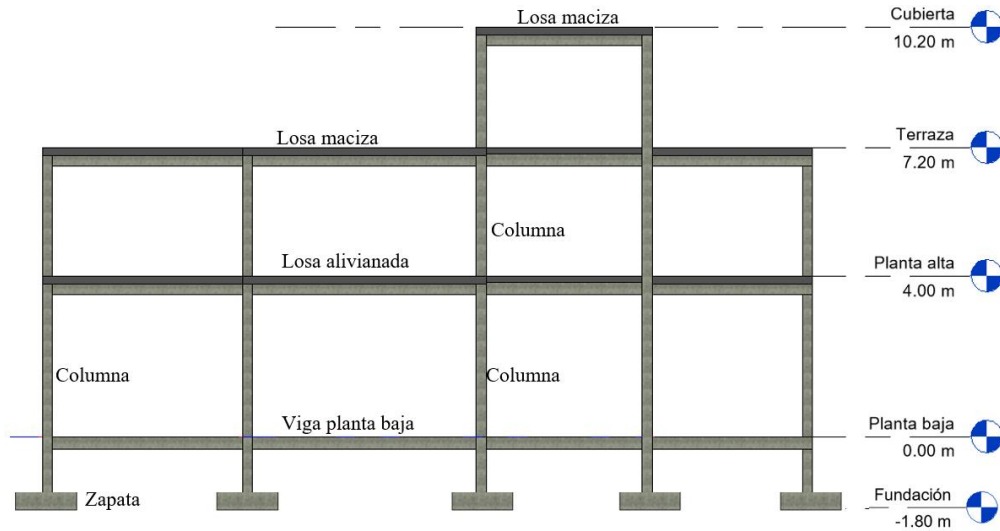 Losa maciza
Cubierta
10.20 m
Losa maciza
Terraza
7.20 m
Columna
Losa alivianada
Planta alta
4.00 m
Columna
Columna
Viga planta baja
Planta baja
0.00 m
Zapata
Fundación
-1.80 m